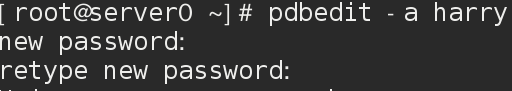 [ root@server0 ~] # pdbedit - a harry
new password:
retype new password: